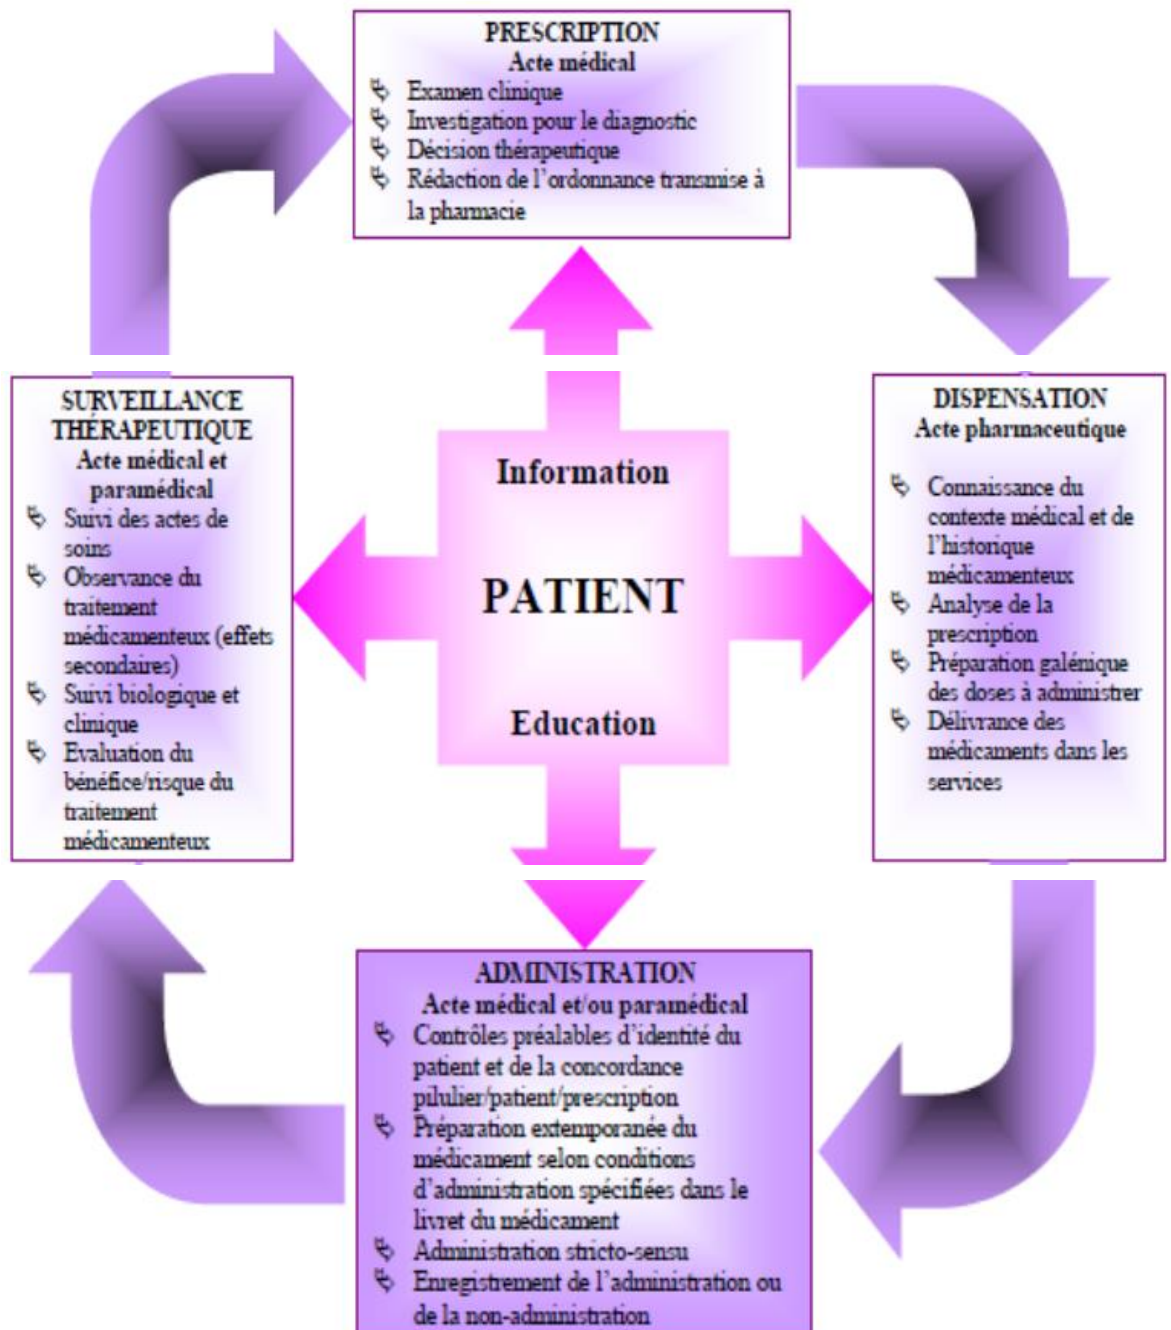 PRESCRIPTION
Acte médical
Examen clinique
Investigation pour le diagnostic
Décision thérapeutique
Rédaction de l'ordonnance transmise à
la pharmacie
SURVEILLANCE
THÉRAPEUTIQUE
Acte médical et
paramédical
Suivi des actes de
soins
Observance du
traitement
médicamenteux (effets
secondaires)
Suivi biologique et
clinique
Evaluation du
bénéfice/risque du
traitement
médicamenteux
Information
PATIENT
Education
DISPENSATION
Acte pharmaceutique
Connaissance du
contexte médical et de
l'historique
médicamenteux
Analyse de la
prescription
Préparation galénique
des doses à administrer
Délivrance des
médicaments dans les
services
ADMINISTRATION
Acte médical et/ou paramédical
Contrôles préalables d'identité du
patient et de la concordance
pilulier/patient/prescription
Préparation extemporanée du
médicament selon conditions
d'administration spécifiées dans le
livret du médicament
Administration stricto-sensu
Enregistrement de l'administration ou
de la non-administration